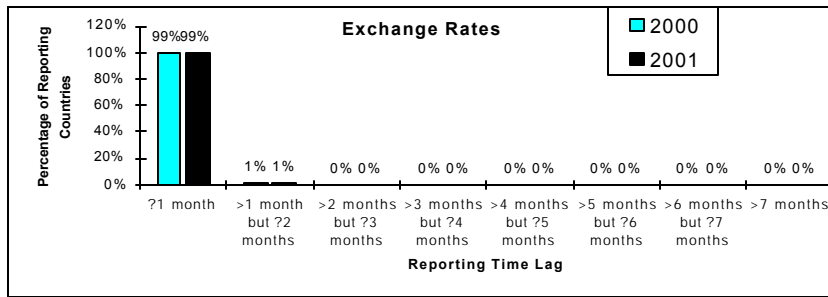 Exchange Rates
2000
2001
Percentage of Reporting
Countries
120%
100%
80%
60%
40%
20%
0%
99% 99%
1% 1%
0% 0%
0% 0%
0% 0%
0% 0%
0% 0%
0% 0%
?1 month
>1 month
but ?2
months
>2 months
but ?3
months
>3 months
but ?4
months
>4 months
but ?5
months
>5 months
but ?6
months
>6 months
but ?7
months
>7 months
Reporting Time Lag